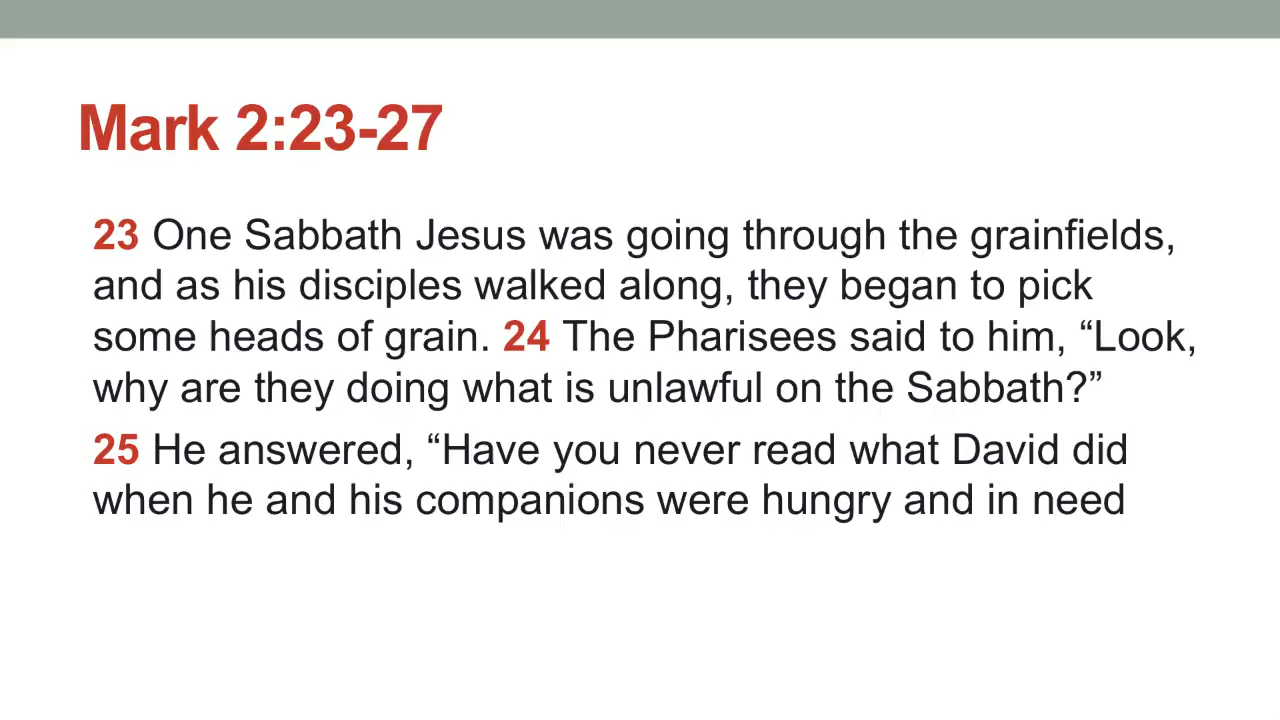 Mark 2:23-27
23 One Sabbath Jesus was going through the grainfields,
and as his disciples walked along, they began to pick
some heads of grain. 24 The Pharisees said to him, “Look,
why are they doing what is unlawful on the Sabbath?”
25 He answered, “Have you never read what David did
when he and his companions were hungry and in need